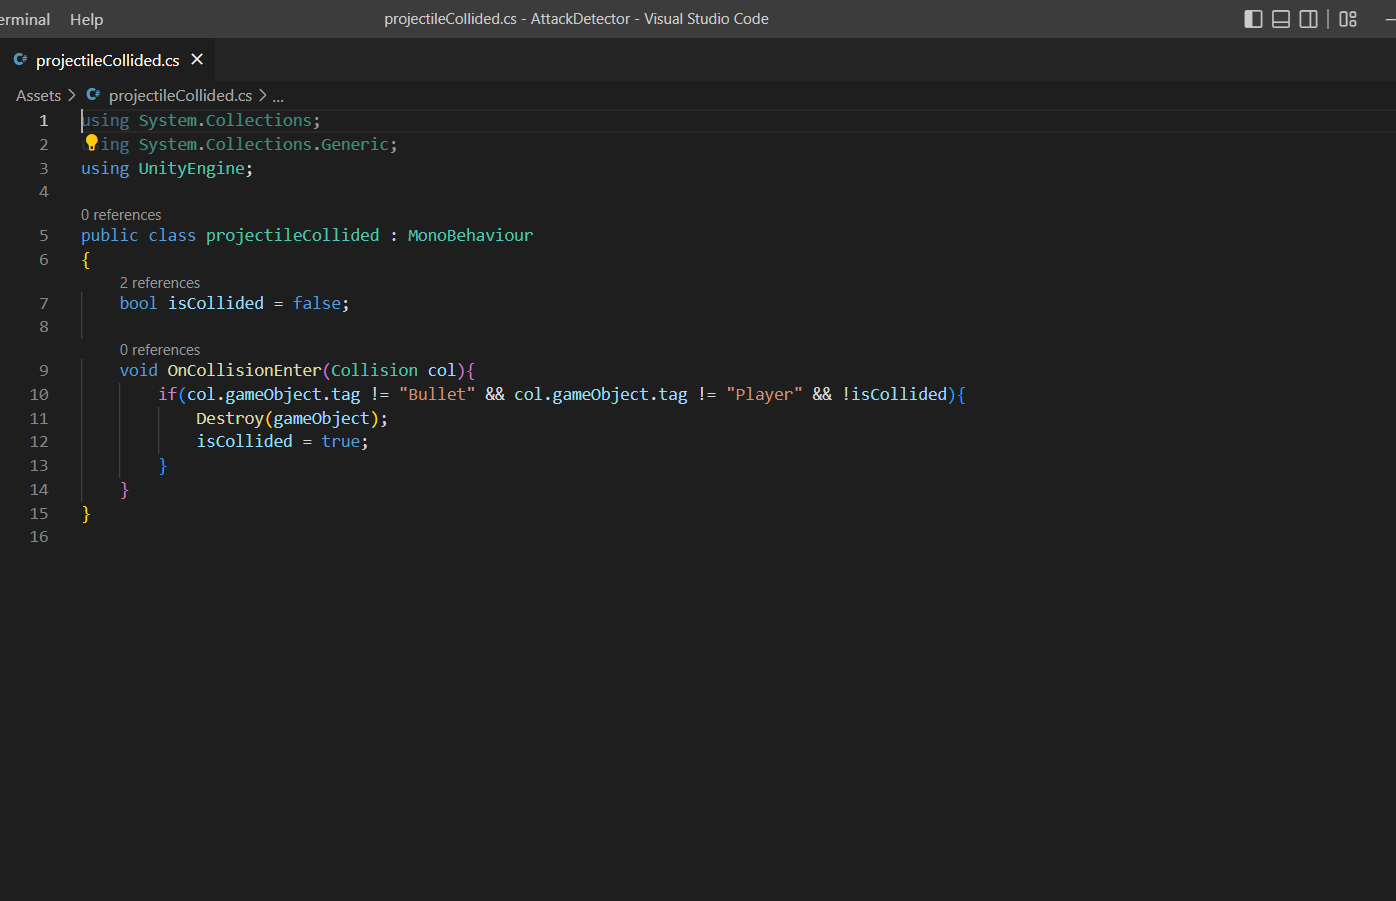 erminal Help projectileCollided.cs - AttackDetector - Visual Studio Code
C# projectileCollided.cs ×
Assets > C# projectileCollided.cs > ...
1 using System.Collections;
2 using System.Collections.Generic;
3 using UnityEngine;
4
0 references
5 public class projectileCollided : MonoBehaviour
6 {
2 references
7 bool isCollided = false;
8
0 references
9 void OnCollisionEnter(Collision col){
10 if(col.gameObject.tag != "Bullet" && col.gameObject.tag != "Player" && !isCollided){
11 Destroy(gameObject);
12 isCollided = true;
13 }
14 }
15 }
16